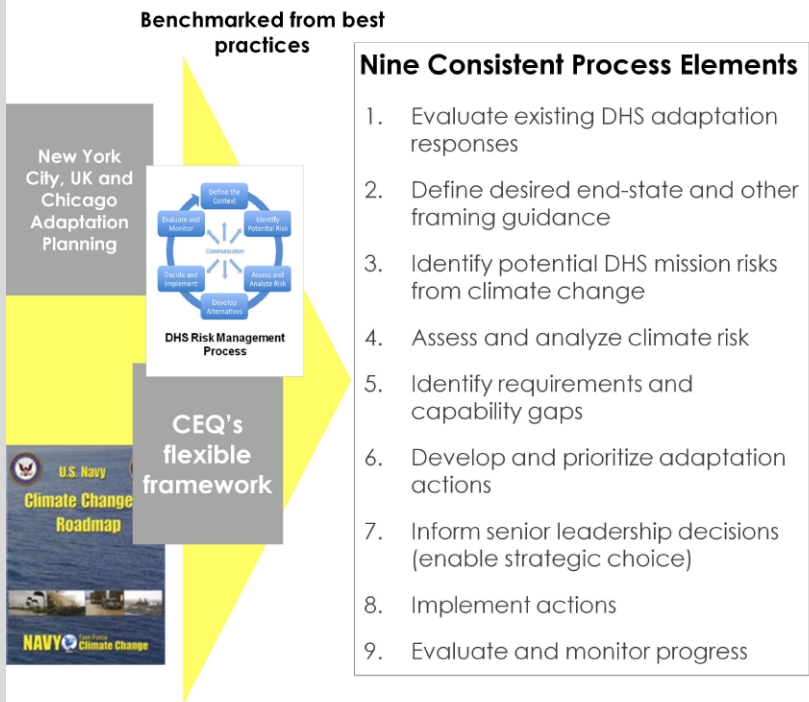 Benchmarked from best
practices
New York
City, UK and
Chicago
Adaptation
Planning
Define the
Context
Identify
Potential Risk
Assess and
Analyze Risk
Develop
Alternatives
Decide and
Implement
Evaluate and
Monitor
Communication
DHS Risk Management
Process
CEQ's
flexible
framework
U.S. Navy
Climate Change
Roadmap
NAVY
Task Force
Climate Change
Nine Consistent Process Elements
1. Evaluate existing DHS adaptation
responses
2. Define desired end-state and other
framing guidance
3. Identify potential DHS mission risks
from climate change
4. Assess and analyze climate risk
5. Identify requirements and
capability gaps
6. Develop and prioritize adaptation
actions
7. Inform senior leadership decisions
(enable strategic choice)
8. Implement actions
9. Evaluate and monitor progress